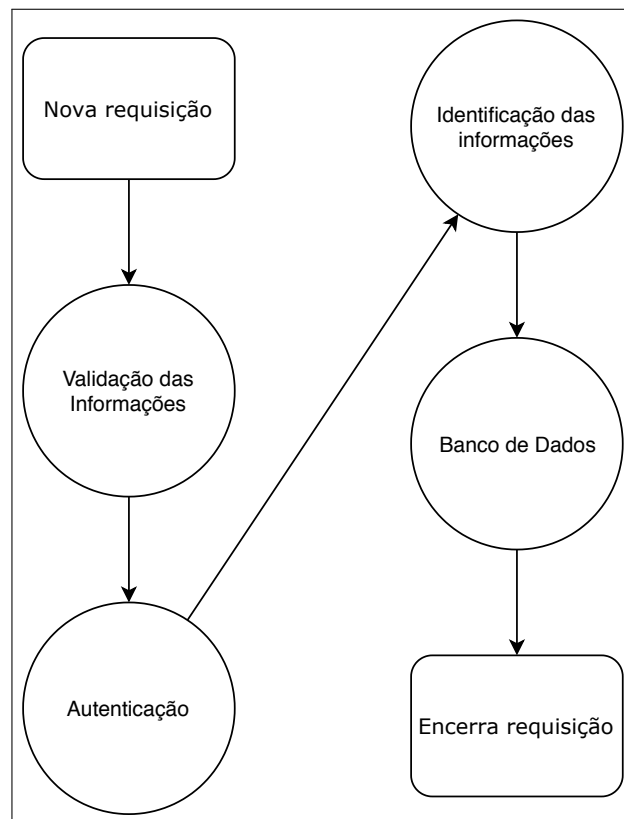 Nova requisição
Validação das
Informações
Autenticação
Identificação das
informações
Banco de Dados
Encerra requisição